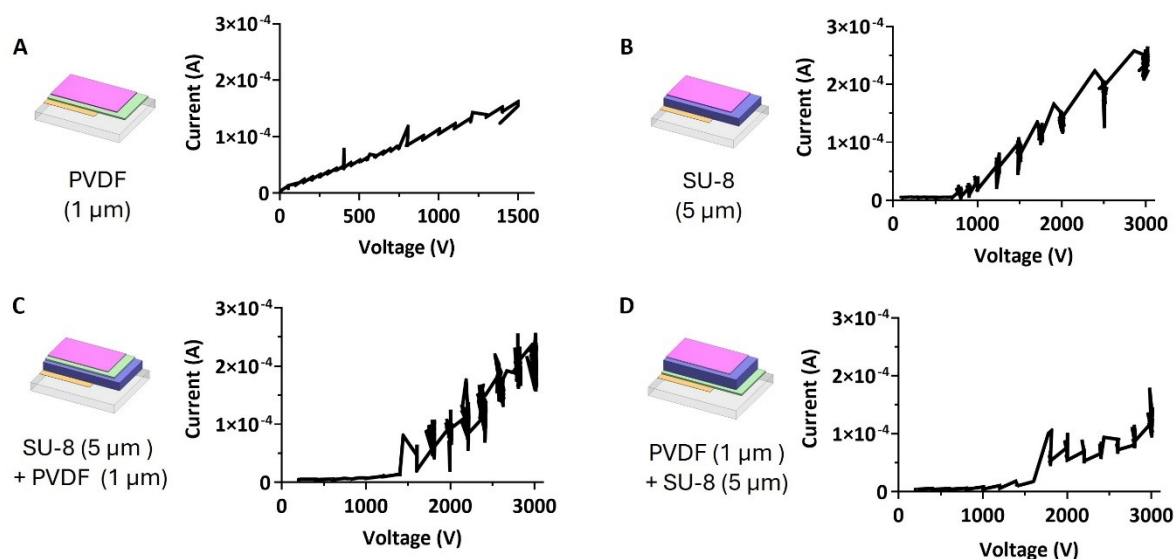 A
PVDF
(1 µm)
Current (A)
3×10⁻⁴
2×10⁻⁴
1×10⁻⁴
0
0 500 1000 1500
Voltage (V)
B
SU-8
(5 µm)
Current (A)
3×10⁻⁴
2×10⁻⁴
1×10⁻⁴
0
0 1000 2000 3000
Voltage (V)
C
SU-8 (5 µm )
+ PVDF (1 µm)
Current (A)
3×10⁻⁴
2×10⁻⁴
1×10⁻⁴
0
0 1000 2000 3000
Voltage (V)
D
PVDF (1 µm )
+ SU-8 (5 µm)
Current (A)
3×10⁻⁴
2×10⁻⁴
1×10⁻⁴
0
0 1000 2000 3000
Voltage (V)